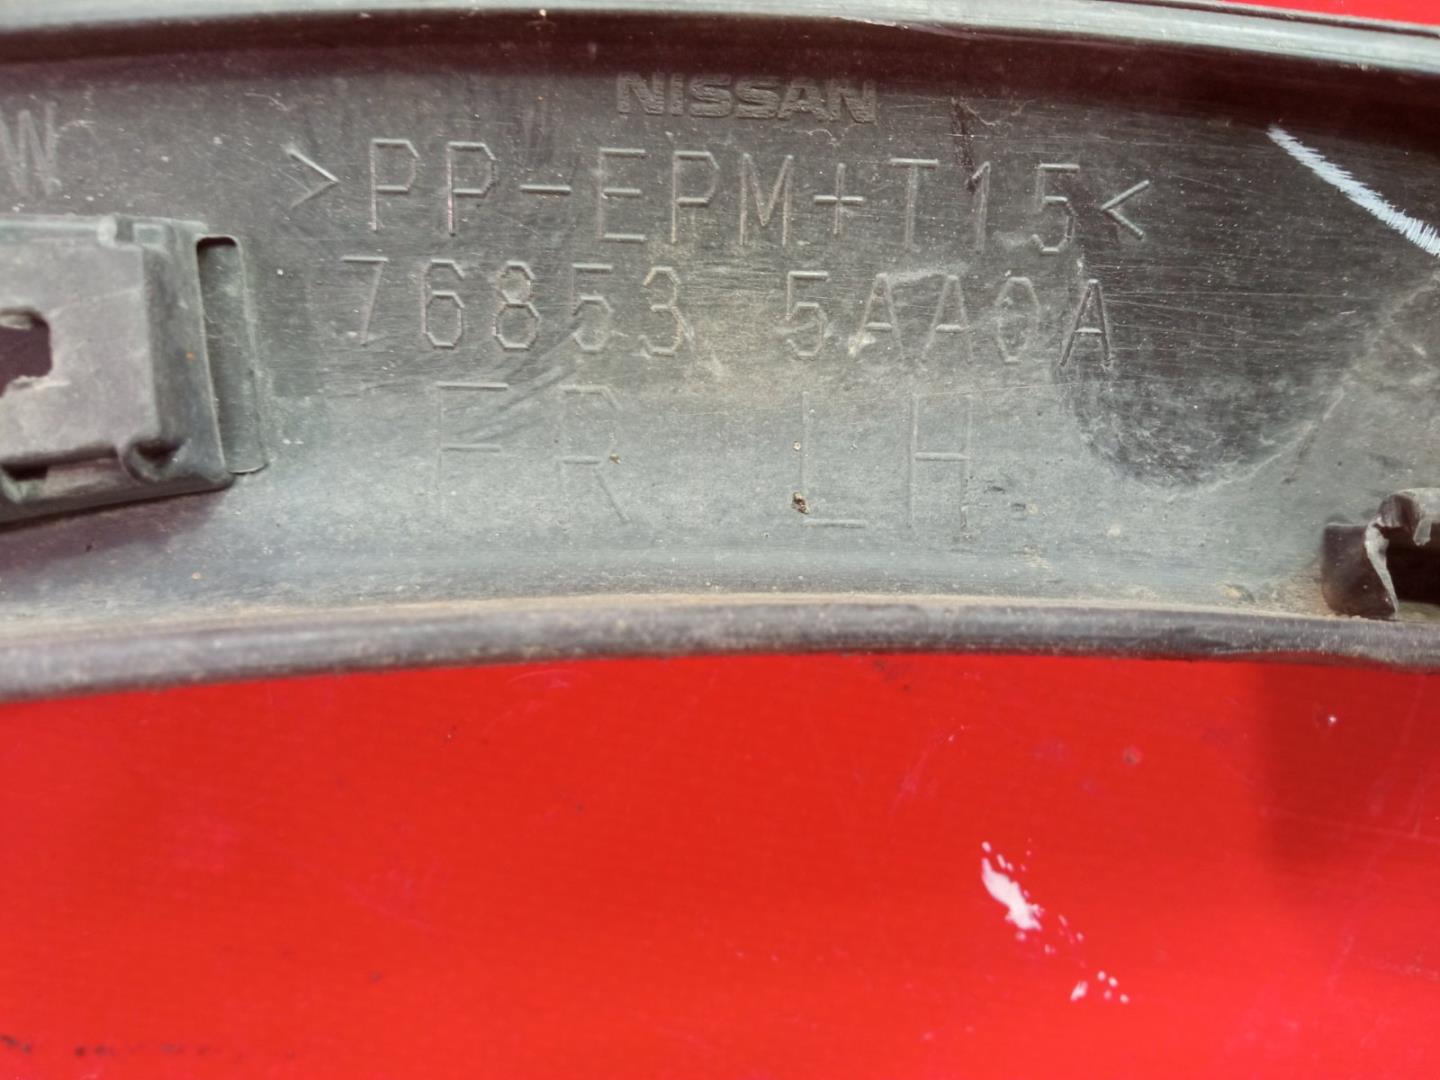 NISSAN
W
>PP-EPM+T15<
76853 5AA0A
FR LH